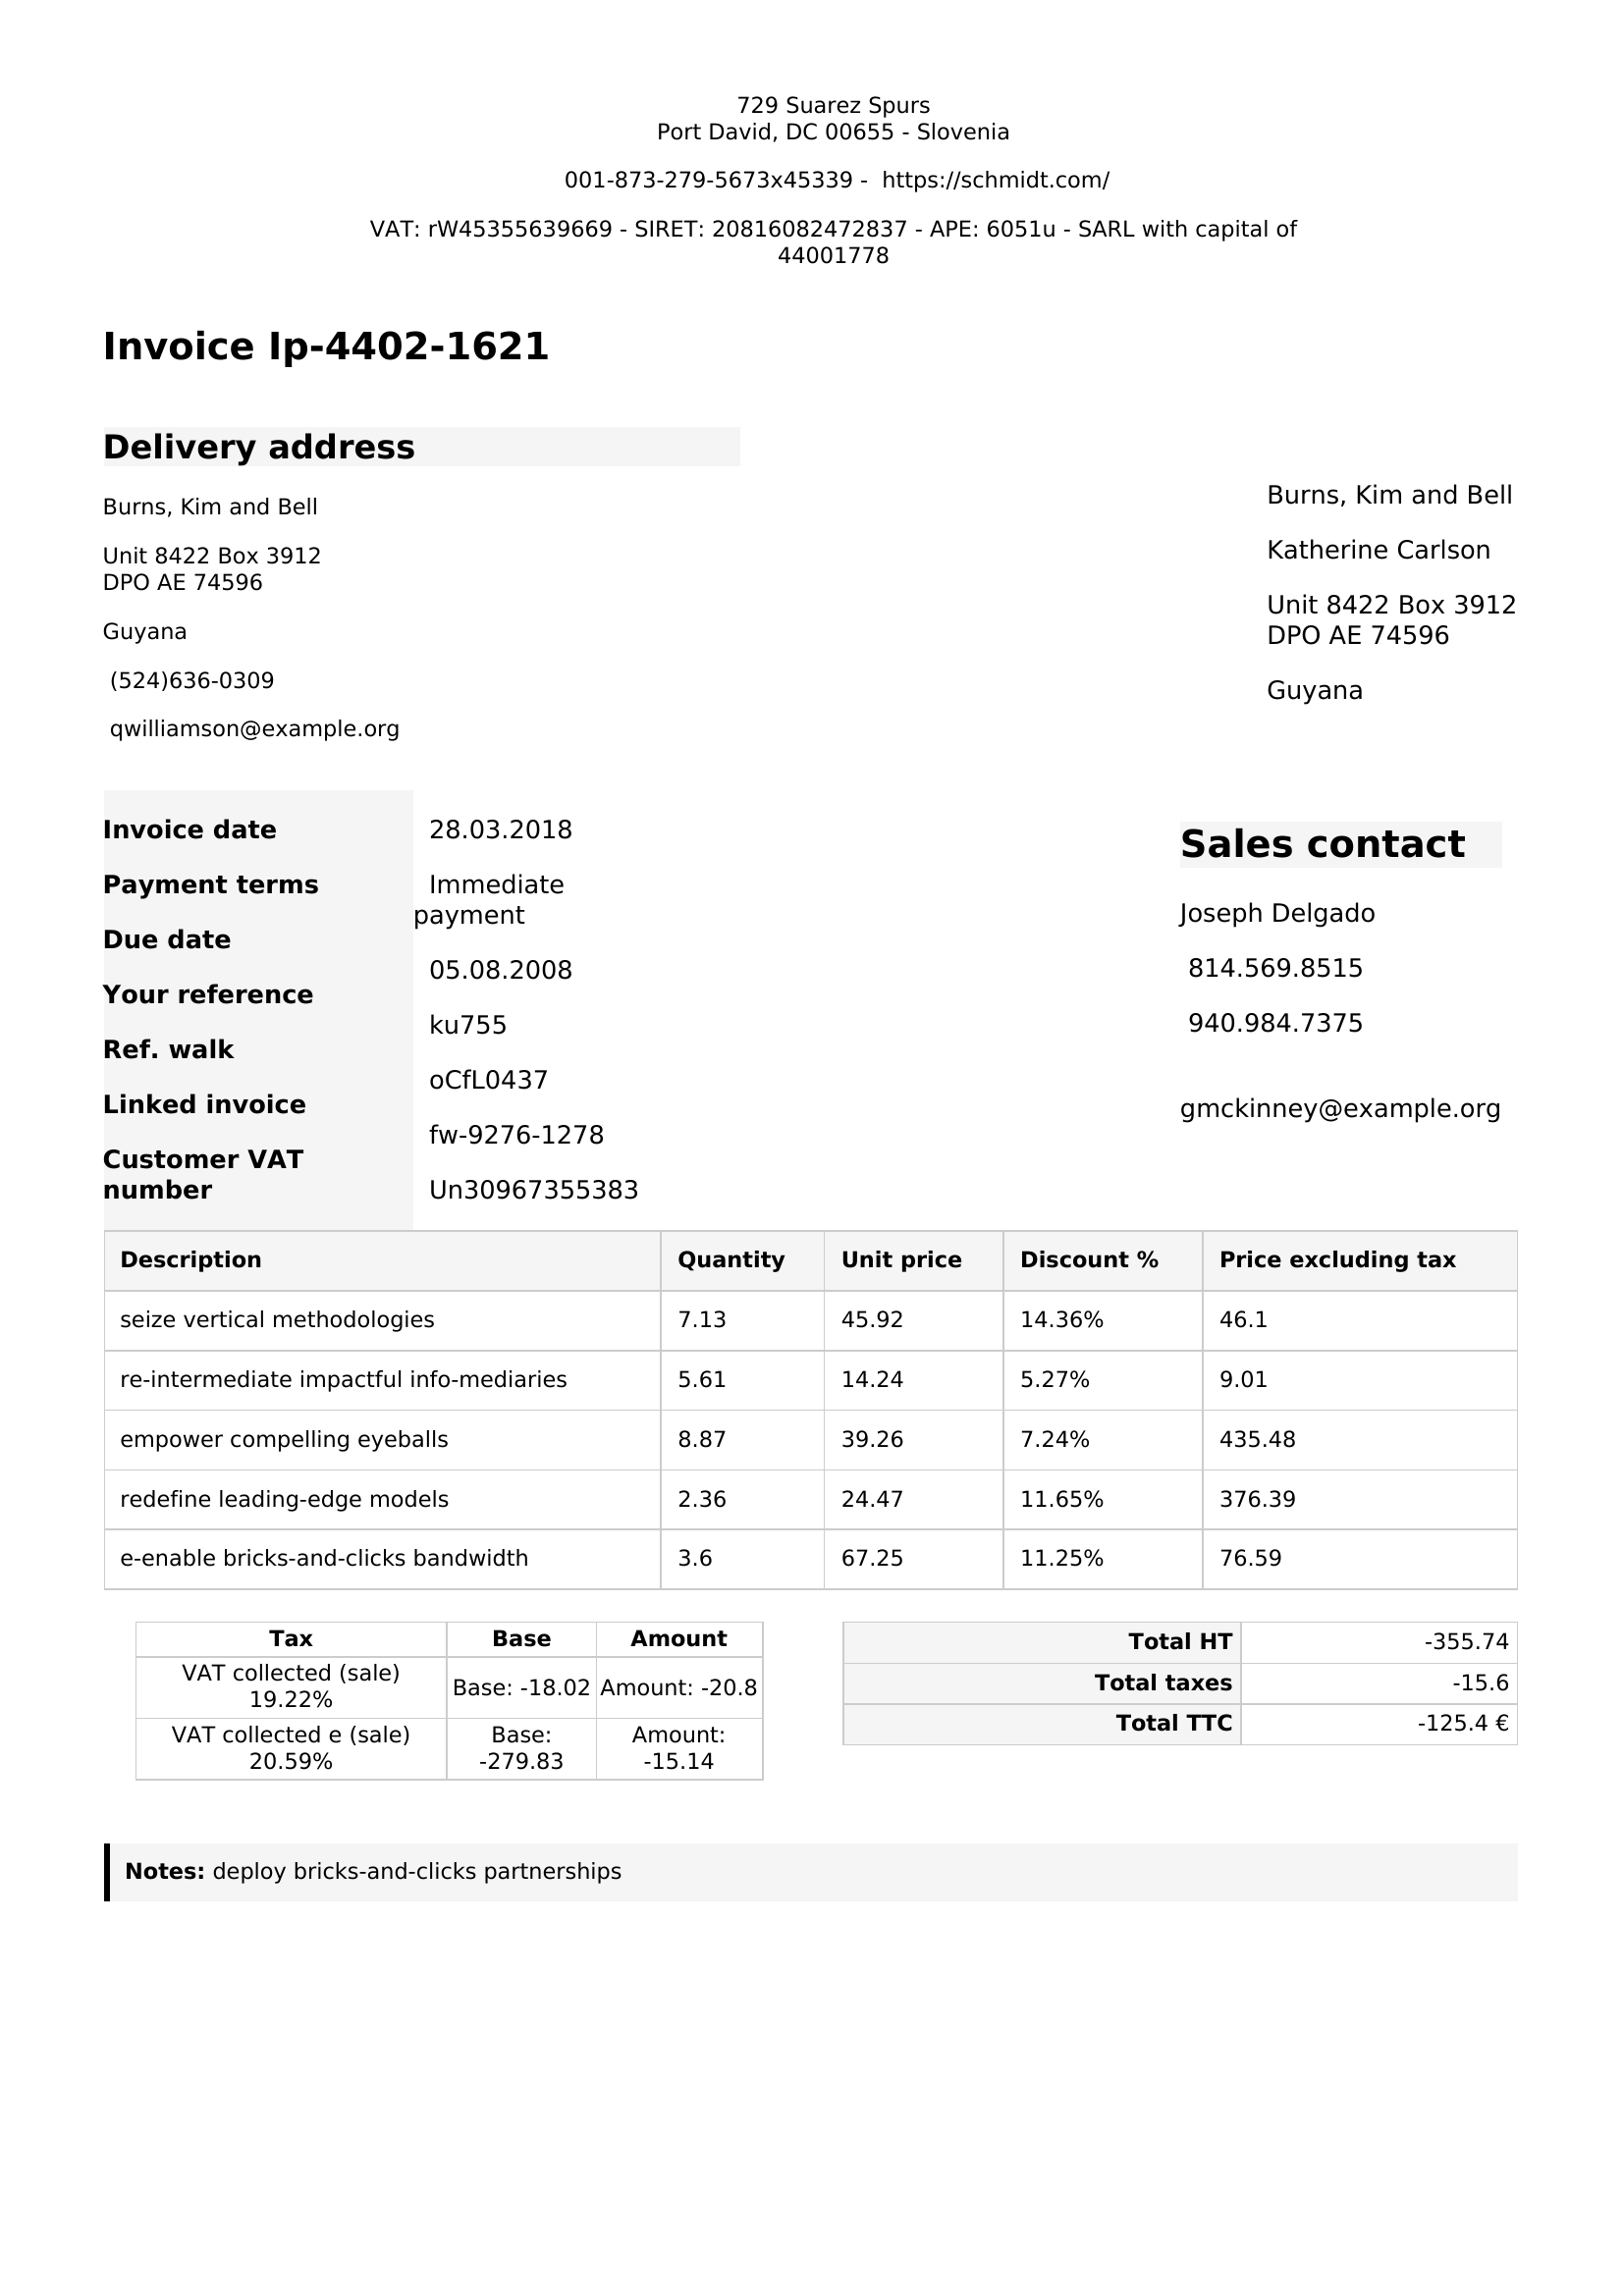 729 Suarez Spurs
Port David, DC 00655 - Slovenia
001-873-279-5673x45339 - https://schmidt.com/
VAT: rW45355639669 - SIRET: 20816082472837 - APE: 6051u - SARL with capital of
44001778
Invoice Ip-4402-1621
Delivery address
Burns, Kim and Bell
Unit 8422 Box 3912
DPO AE 74596
Guyana
(524)636-0309
qwilliamson@example.org
Burns, Kim and Bell
Katherine Carlson
Unit 8422 Box 3912
DPO AE 74596
Guyana
Invoice date
Payment terms
Due date
Your reference
Ref. walk
Linked invoice
Customer VAT
number
28.03.2018
Immediate
payment
05.08.2008
ku755
oCfL0437
fw-9276-1278
Un30967355383
Sales contact
Joseph Delgado
814.569.8515
940.984.7375
gmckinney@example.org
Description Quantity Unit price Discount % Price excluding tax
seize vertical methodologies 7.13 45.92 14.36% 46.1
re-intermediate impactful info-mediaries 5.61 14.24 5.27% 9.01
empower compelling eyeballs 8.87 39.26 7.24% 435.48
redefine leading-edge models 2.36 24.47 11.65% 376.39
e-enable bricks-and-clicks bandwidth 3.6 67.25 11.25% 76.59
Tax Base Amount
VAT collected (sale)
19.22%
Base: -18.02 Amount: -20.8
VAT collected e (sale)
20.59%
Base:
-279.83
Amount:
-15.14
Total HT -355.74
Total taxes -15.6
Total TTC -125.4 €
Notes: deploy bricks-and-clicks partnerships